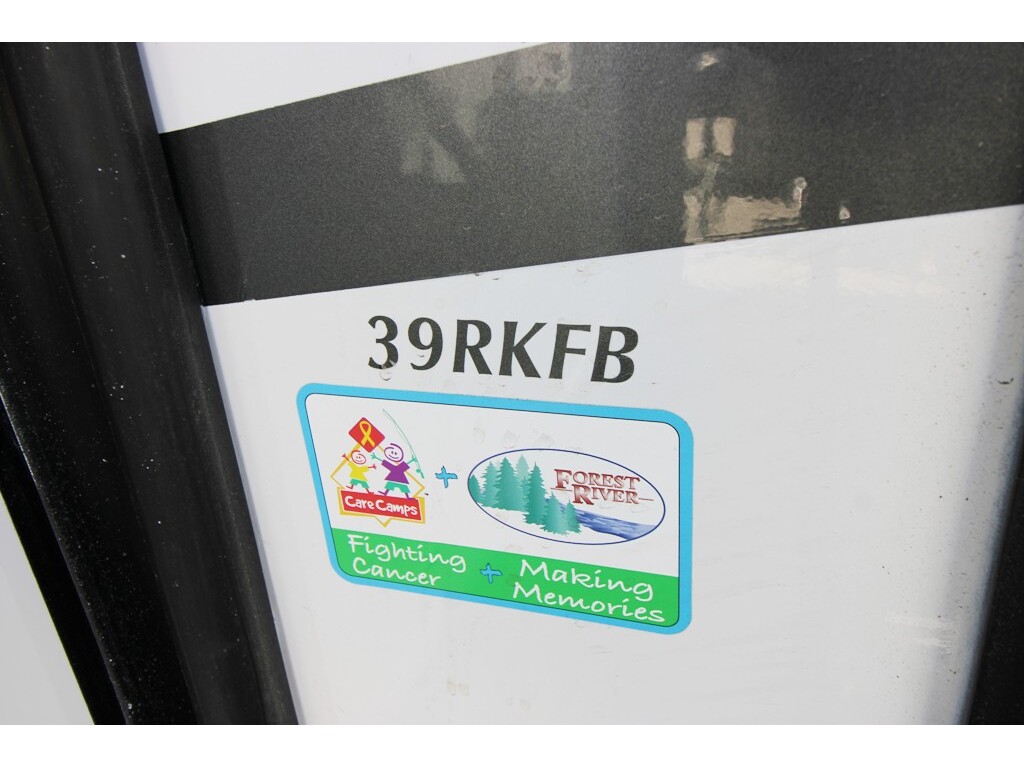 39RKFB
Care Camps
+
FOREST
RIVER
Fighting
Cancer
+
Making
Memories